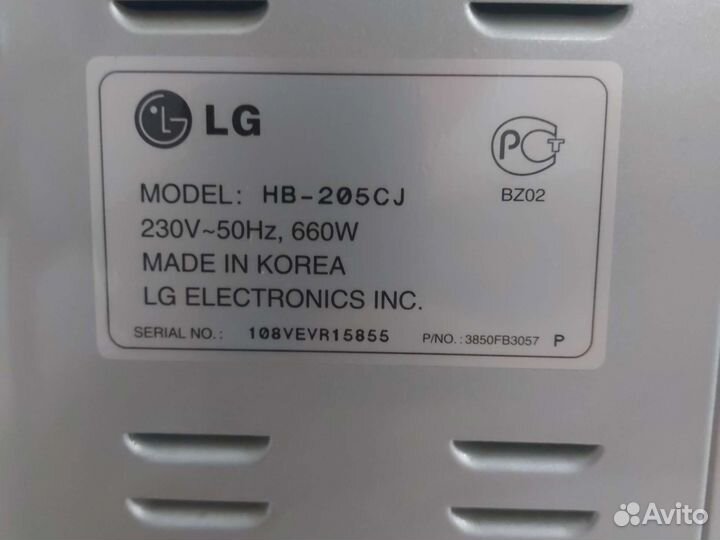 LG
PCT
BZ02
MODEL: HB-205CJ
230V~50Hz, 660W
MADE IN KOREA
LG ELECTRONICS INC.
SERIAL NO.: 108VEVR15855 P/NO.: 3850FB3057 P
Avito